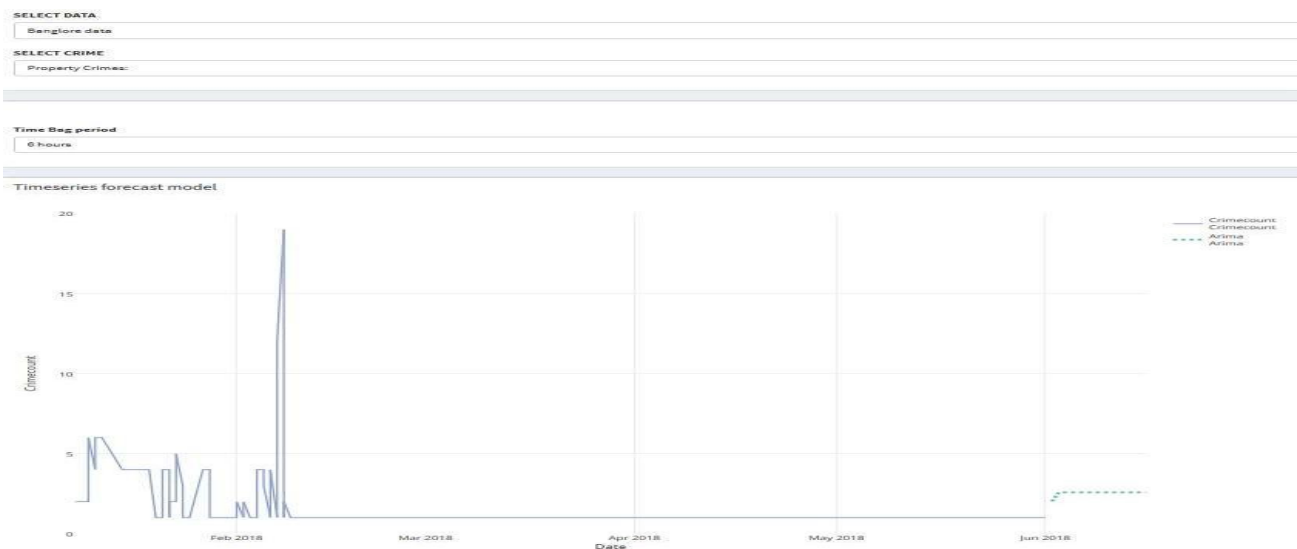 SELECT DATA
Banglore data
SELECT CRIME
Property Crimes:
Time Bag period
6 hours
Timeseries forecast model
20
15
10
5
0
Crimecount
Feb 2018
Mar 2018
Apr 2018
May 2018
Jun 2018
Date
Crimecount
Crimecount
Arima
Arima